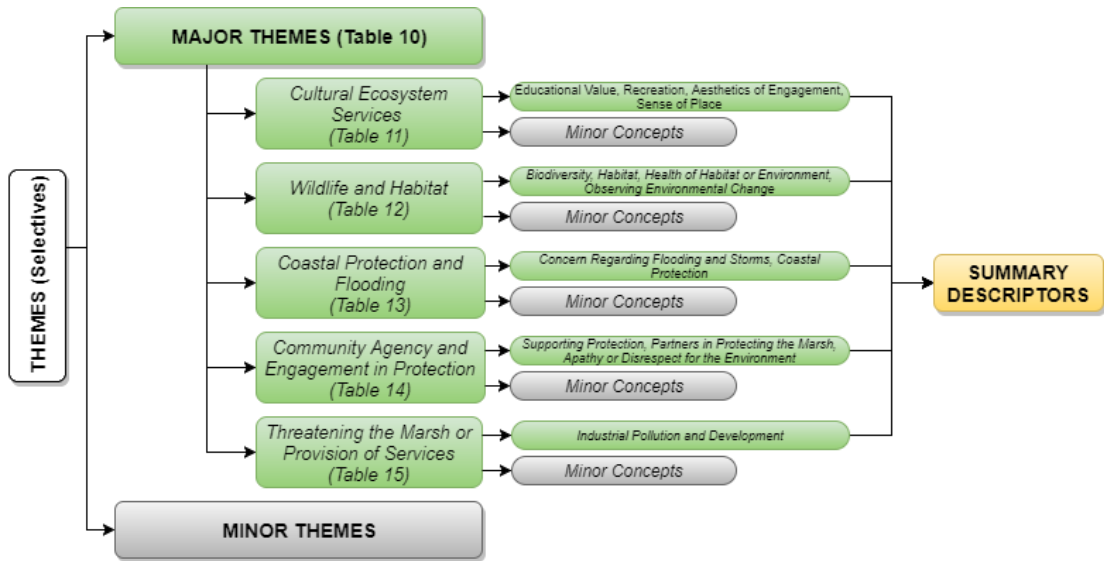 THEMES (Selectives)
MAJOR THEMES (Table 10)
Cultural Ecosystem
Services
(Table 11)
Educational Value, Recreation, Aesthetics of Engagement,
Sense of Place
Minor Concepts
Wildlife and Habitat
(Table 12)
Biodiversity, Habitat, Health of Habitat or Environment,
Observing Environmental Change
Minor Concepts
Coastal Protection and
Flooding
(Table 13)
Concern Regarding Flooding and Storms, Coastal
Protection
Minor Concepts
Community Agency and
Engagement in Protection
(Table 14)
Supporting Protection, Partners in Protecting the Marsh,
Apathy or Disrespect for the Environment
Minor Concepts
Threatening the Marsh or
Provision of Services
(Table 15)
Industrial Pollution and Development
Minor Concepts
MINOR THEMES
SUMMARY
DESCRIPTORS